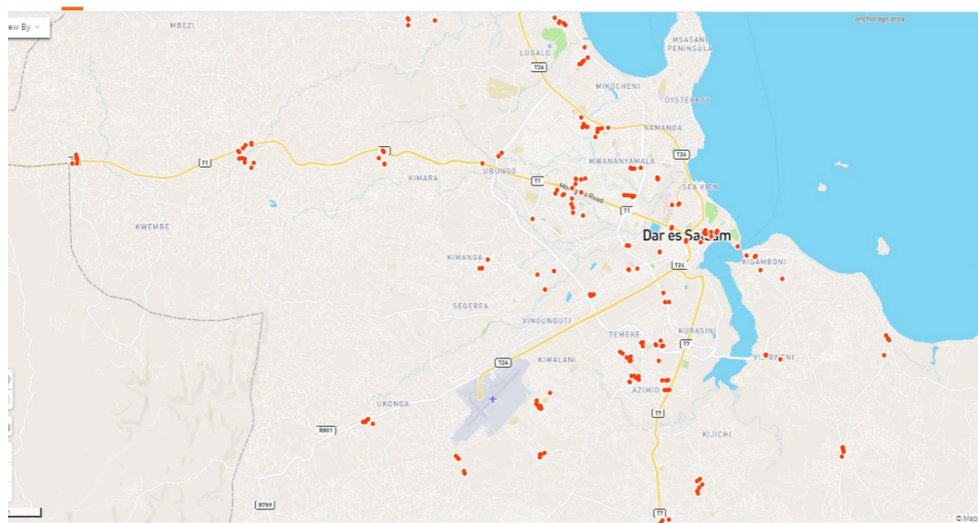 MBEZI
anchorage area
ew By
MSASANI
PENINSULA
LUGALO
T26
MIKOCHENI
OYSTERBAY
NAMANGA
T26
T1
MWANANYAMALA
KIMARA
UBUNGO
T1
SEA VIEW
T1
KWEMBE
Dar es Salaam
KIMANGA
KIGAMBONI
T24
SEGEREA
VINGUNGUTI
TEMEKE
KURASINI
T7
T24
KIWALANI
AZIMIO
UKONGA
T7
R801
KIJICHI
R759
T7
© Map